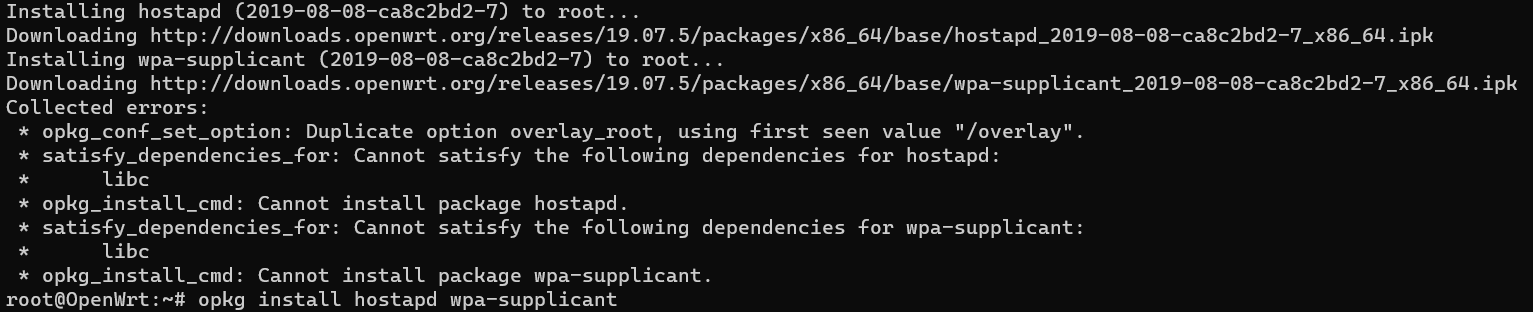 Installing hostapd (2019-08-08-ca8c2bd2-7) to root...
Downloading http://downloads.openwrt.org/releases/19.07.5/packages/x86_64/base/hostapd_2019-08-08-ca8c2bd2-7_x86_64.ipk
Installing wpa-supplicant (2019-08-08-ca8c2bd2-7) to root...
Downloading http://downloads.openwrt.org/releases/19.07.5/packages/x86_64/base/wpa-supplicant_2019-08-08-ca8c2bd2-7_x86_64.ipk
Collected errors:
 * opkg_conf_set_option: Duplicate option overlay_root, using first seen value "/overlay".
 * satisfy_dependencies_for: Cannot satisfy the following dependencies for hostapd:
 *      libc
 * opkg_install_cmd: Cannot install package hostapd.
 * satisfy_dependencies_for: Cannot satisfy the following dependencies for wpa-supplicant:
 *      libc
 * opkg_install_cmd: Cannot install package wpa-supplicant.
root@OpenWrt:~# opkg install hostapd wpa-supplicant